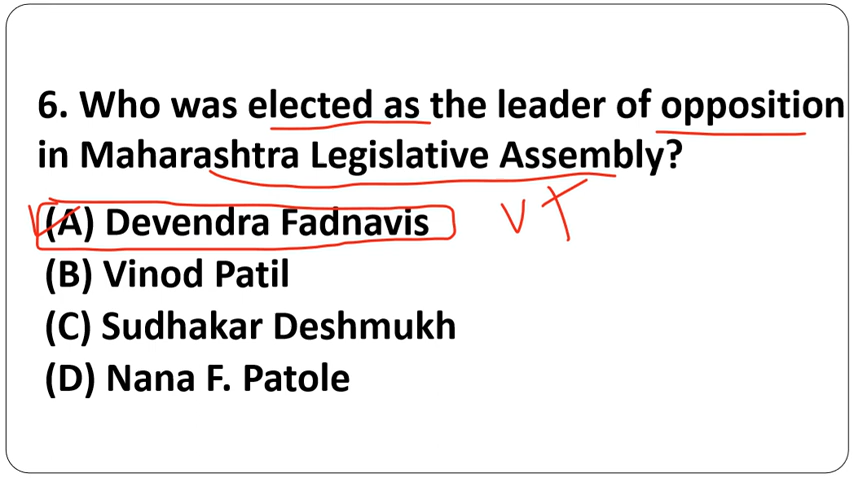 6. Who was elected as the leader of opposition
in Maharashtra Legislative Assembly?
(A) Devendra Fadnavis
(B) Vinod Patil
(C) Sudhakar Deshmukh
(D) Nana F. Patole